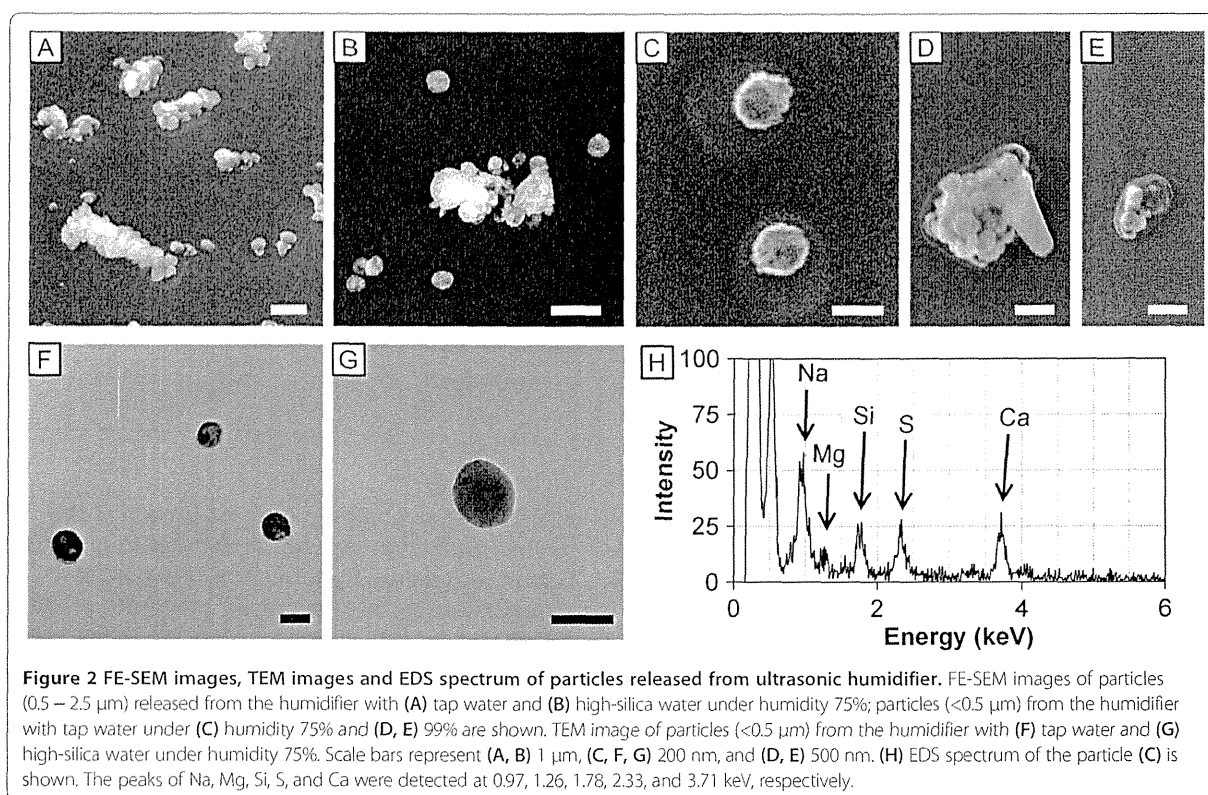 A
B
C
D
E
F
G
H
100
75
50
25
0
Intensity
Na
Mg
Si
S
Ca
0
2
4
6
Energy (keV)
Figure 2 FE-SEM images, TEM images and EDS spectrum of particles released from ultrasonic humidifier. FE-SEM images of particles
(0.5 – 2.5 μm) released from the humidifier with (A) tap water and (B) high-silica water under humidity 75%; particles (<0.5 μm) from the humidifier
with tap water under (C) humidity 75% and (D, E) 99% are shown. TEM image of particles (<0.5 μm) from the humidifier with (F) tap water and (G)
high-silica water under humidity 75%. Scale bars represent (A, B) 1 μm, (C, F, G) 200 nm, and (D, E) 500 nm. (H) EDS spectrum of the particle (C) is
shown. The peaks of Na, Mg, Si, S, and Ca were detected at 0.97, 1.26, 1.78, 2.33, and 3.71 keV, respectively.